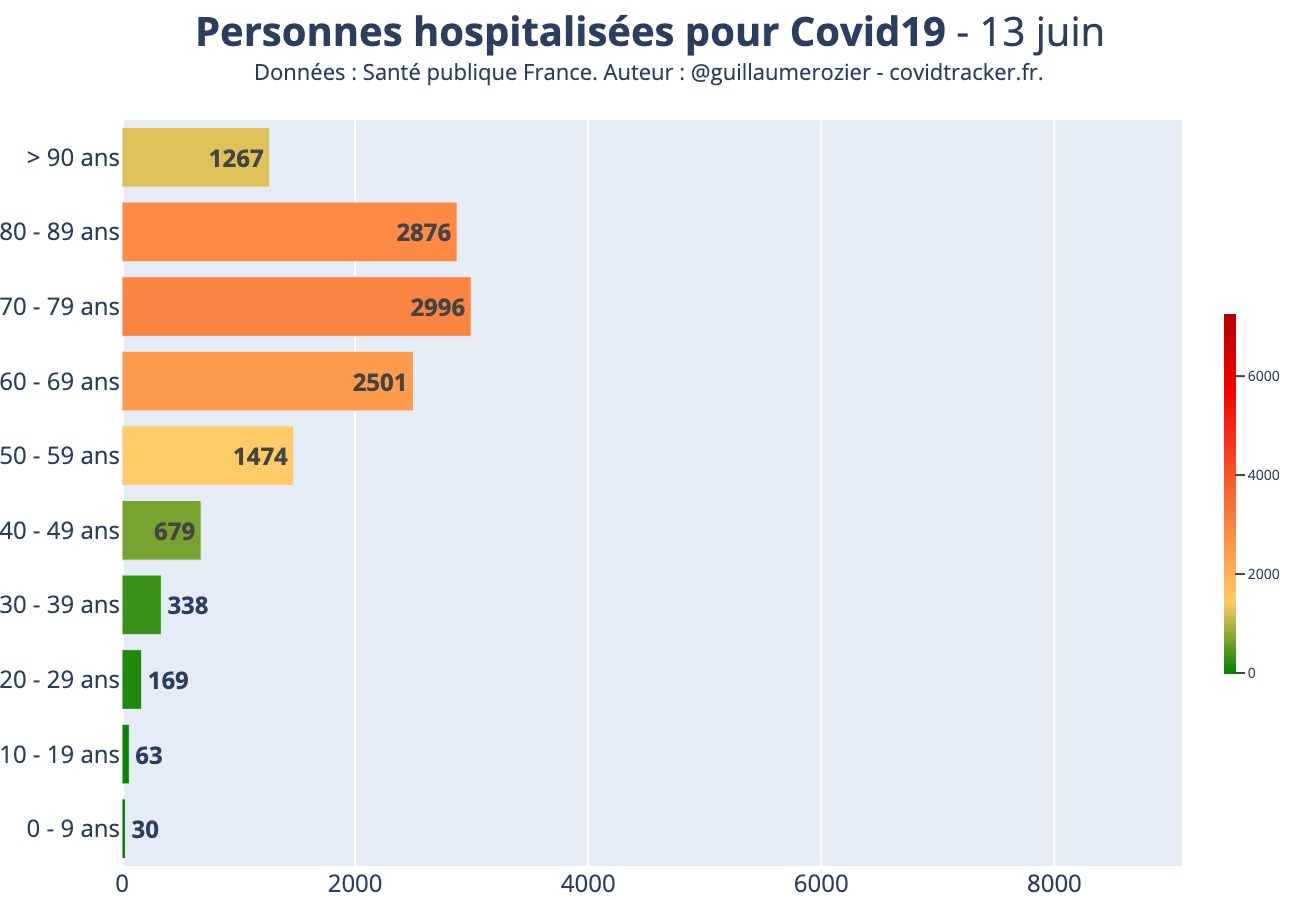 Personnes hospitalisées pour Covid19 - 13 juin
Données : Santé publique France. Auteur : @guillaumerozier - covidtracker.fr.
> 90 ans 1267
80 - 89 ans 2876
70 - 79 ans 2996
60 - 69 ans 2501
50 - 59 ans 1474
40 - 49 ans 679
30 - 39 ans 338
20 - 29 ans 169
10 - 19 ans 63
0 - 9 ans 30
0 2000 4000 6000 8000
6000
4000
2000
0